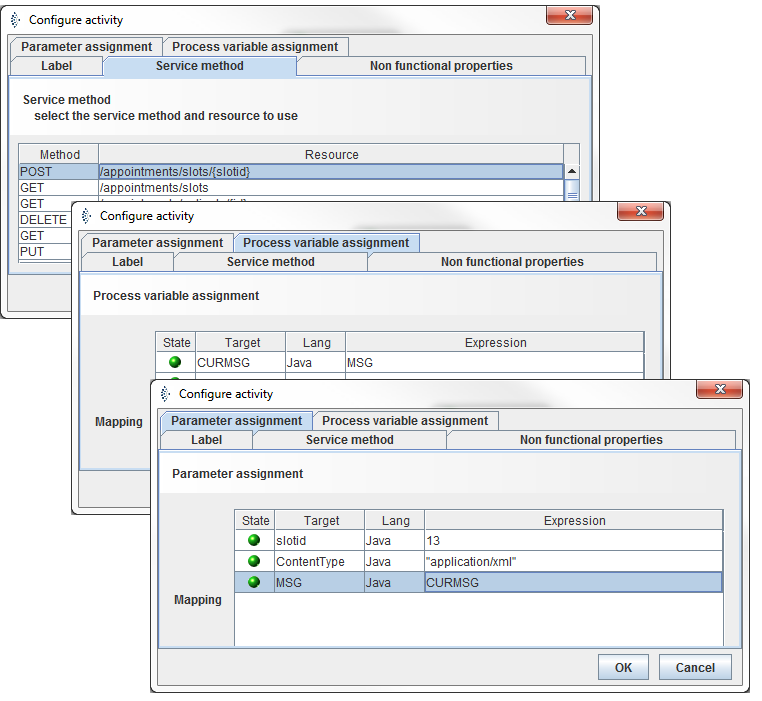 Configure activity
Parameter assignment Process variable assignment
Label Service method Non functional properties
Service method
select the service method and resource to use
Method Resource
POST /appointments/slots/{slotid}
GET /appointments/slots
GET
DELETE
GET
PUT
Configure activity
Parameter assignment Process variable assignment
Label Service method Non functional properties
Process variable assignment
State Target Lang Expression
CURMSG Java MSG
Mapping
Configure activity
Parameter assignment Process variable assignment
Label Service method Non functional properties
Parameter assignment
State Target Lang Expression
slotid Java 13
ContentType Java "application/xml"
MSG Java CURMSG
Mapping
OK Cancel